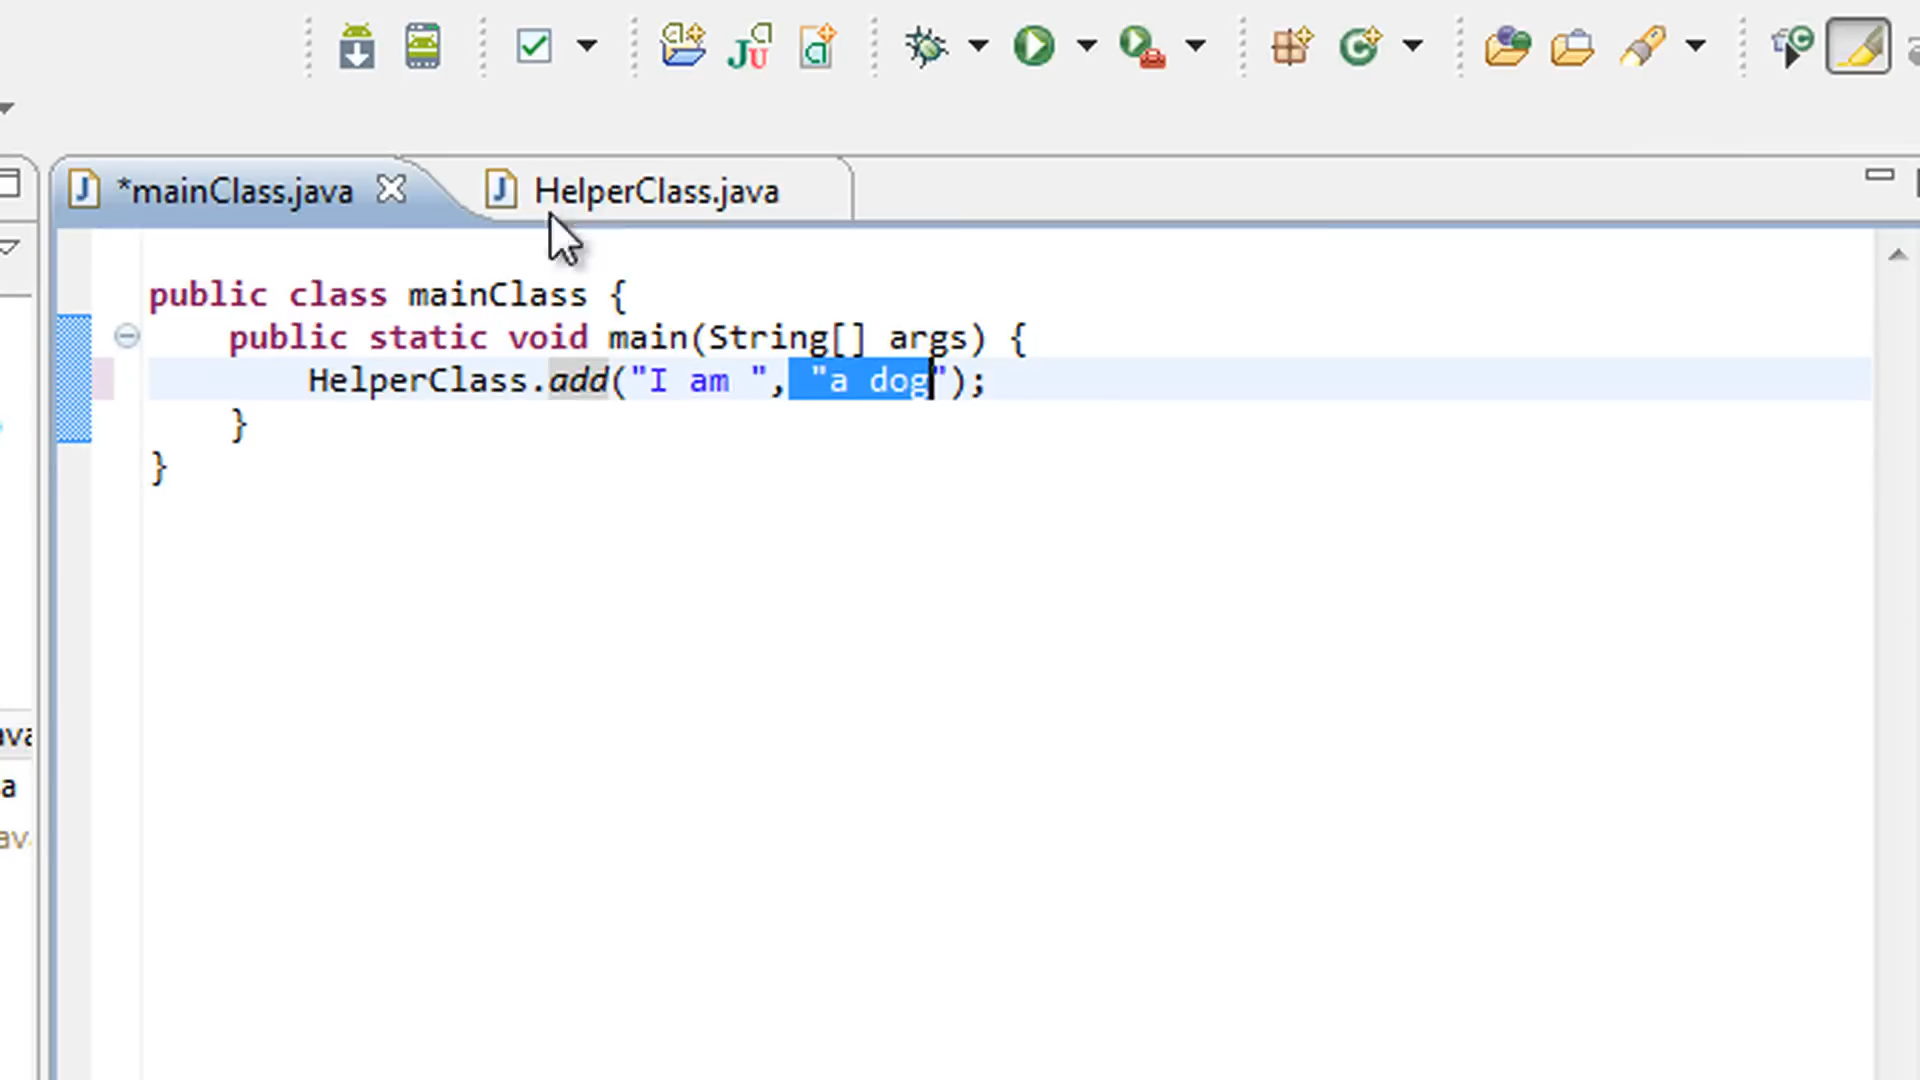 *mainClass.java HelperClass.java
public class mainClass {
public static void main(String[] args) {
HelperClass.add("I am ", "a dog");
}
}